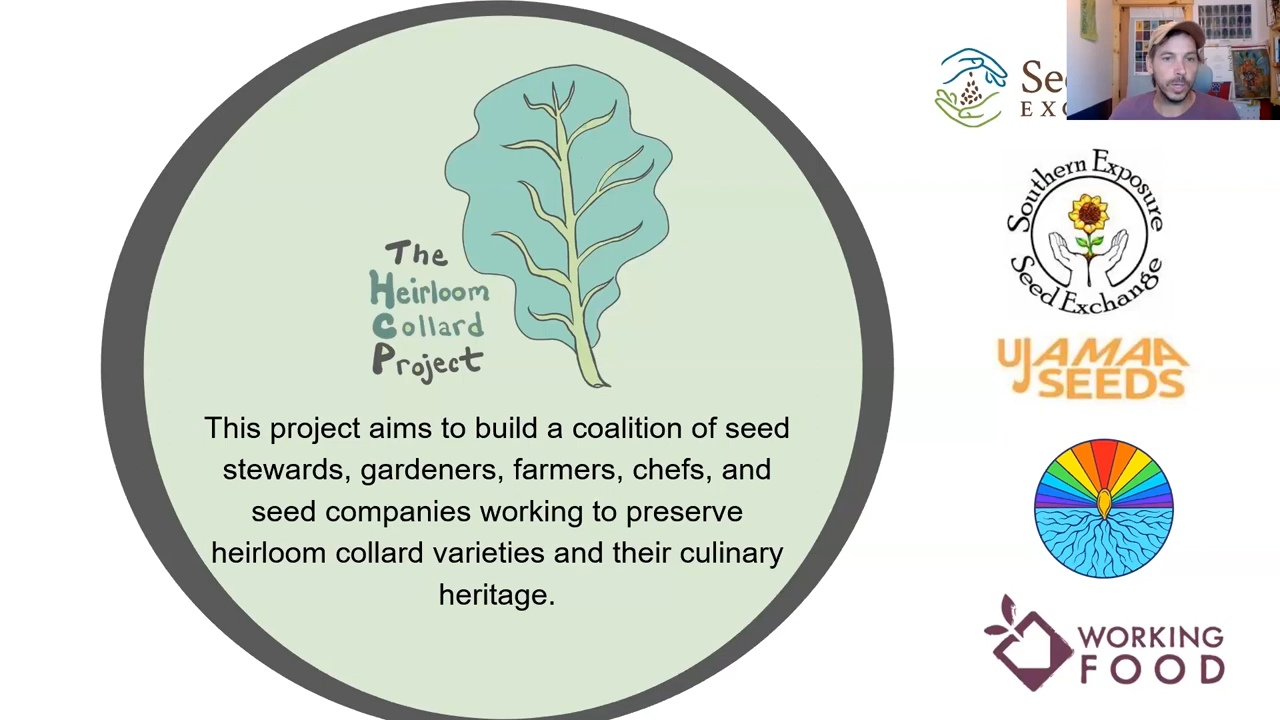 The
Heirloom
Collard
Project
This project aims to build a coalition of seed
stewards, gardeners, farmers, chefs, and
seed companies working to preserve
heirloom collard varieties and their culinary
heritage.
Southern Exposure
Seed Exchange
UJAMAA
SEEDS
WORKING
FOOD